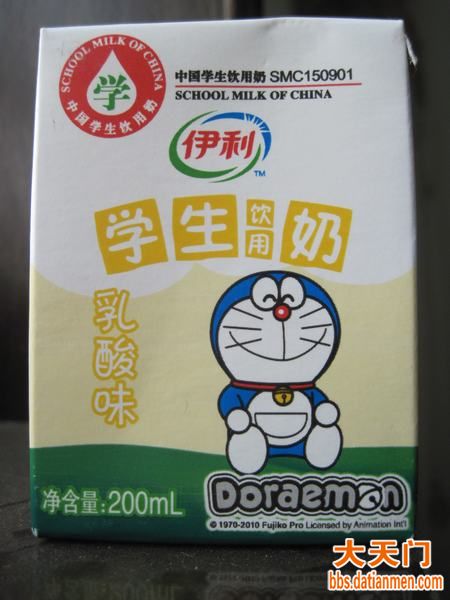 SCHOOL MILK OF CHINA
学
中国学生饮用奶
中国学生饮用奶 SMC150901
SCHOOL MILK OF CHINA
伊利
TM
学生饮用奶
乳酸味
净含量:200mL
Doraemon
© 1970-2010 Fujiko Pro Licensed by Animation Int'l
大天门
bbs.datianmen.com